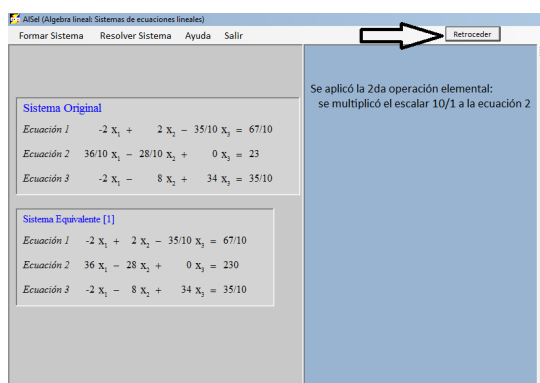 AlSel (Algebra lineal: Sistemas de ecuaciones lineales)
Formar Sistema Resolver Sistema Ayuda Salir
Retroceder
Sistema Original
Ecuación 1 -2 x₁ + 2 x₂ − 35/10 x₃ = 67/10
Ecuación 2 36/10 x₁ − 28/10 x₂ + 0 x₃ = 23
Ecuación 3 -2 x₁ − 8 x₂ + 34 x₃ = 35/10
Sistema Equivalente [1]
Ecuación 1 -2 x₁ + 2 x₂ − 35/10 x₃ = 67/10
Ecuación 2 36 x₁ − 28 x₂ + 0 x₃ = 230
Ecuación 3 -2 x₁ − 8 x₂ + 34 x₃ = 35/10
Se aplicó la 2da operación elemental:
se multiplicó el escalar 10/1 a la ecuación 2